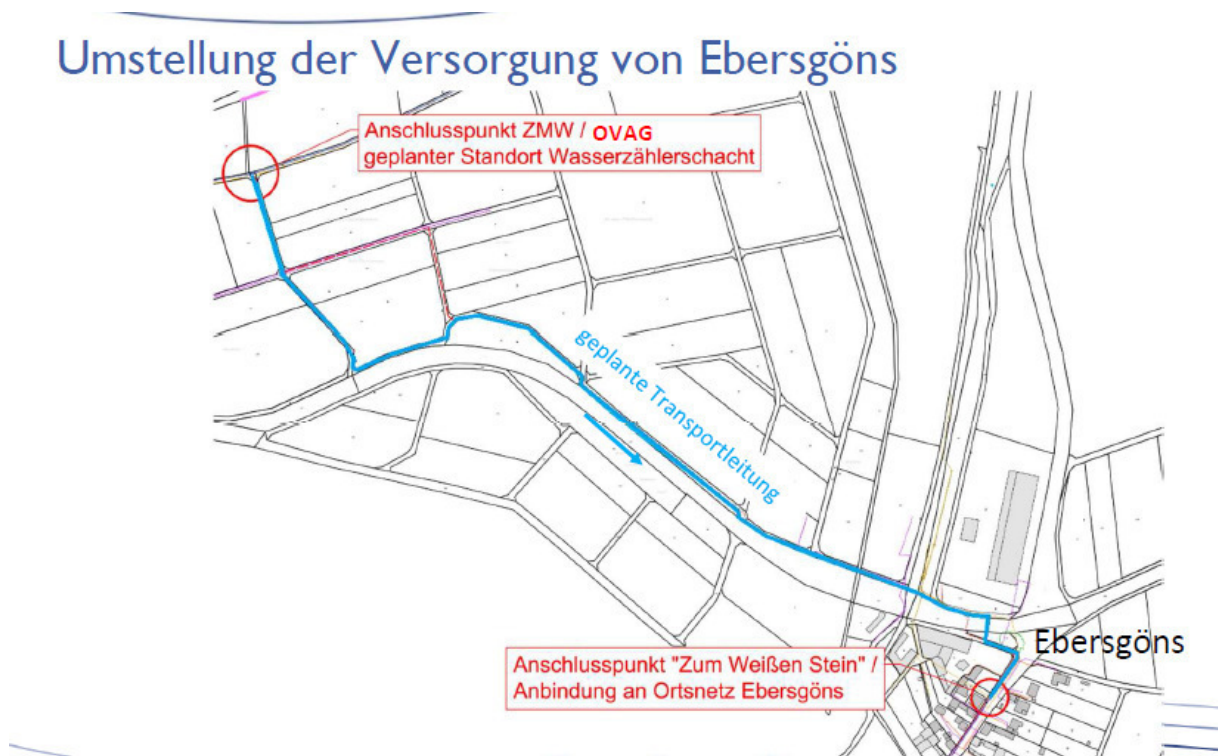 Umstellung der Versorgung von Ebersgöns
Anschlusspunkt ZMW / OVAG
geplanter Standort Wasserzählerschacht
geplante Transportleitung
Ebersgöns
Anschlusspunkt "Zum Weißen Stein" /
Anbindung an Ortsnetz Ebersgöns